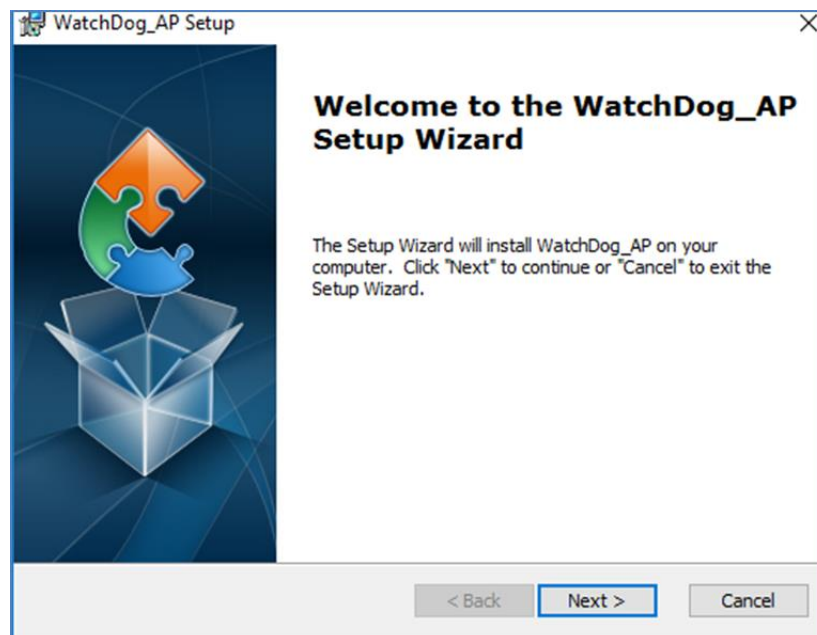 WatchDog_AP Setup
Welcome to the WatchDog_AP
Setup Wizard
The Setup Wizard will install WatchDog_AP on your
computer. Click "Next" to continue or "Cancel" to exit the
Setup Wizard.
< Back Next > Cancel